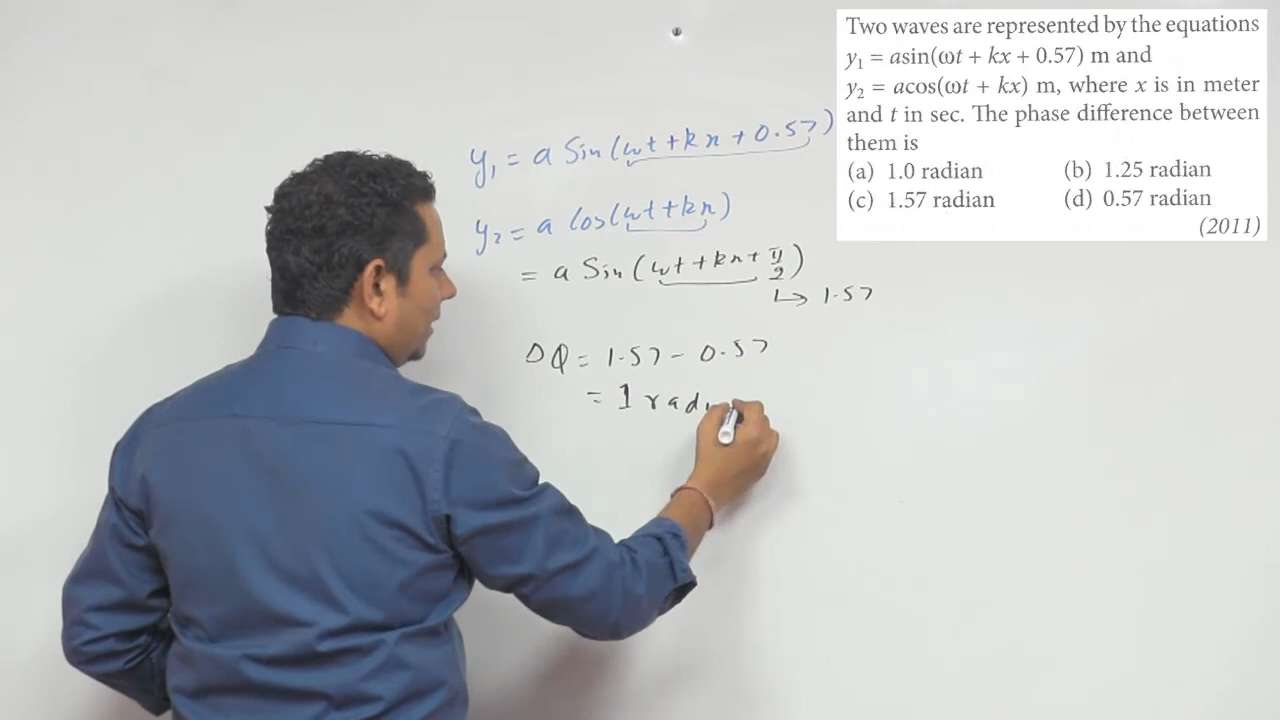 Two waves are represented by the equations
y₁ = asin(ωt + kx + 0.57) m and
y₂ = acos(ωt + kx) m, where x is in meter
and t in sec. The phase difference between
them is
(a) 1.0 radian (b) 1.25 radian
(c) 1.57 radian (d) 0.57 radian
(2011)
y₁ = a Sin(ωt+kx+0.57)
y₂ = a Cos(ωt+kx)
= a Sin(ωt+kx+π/2)
↳ 1.57
Δφ = 1.57 - 0.57
= 1 rad